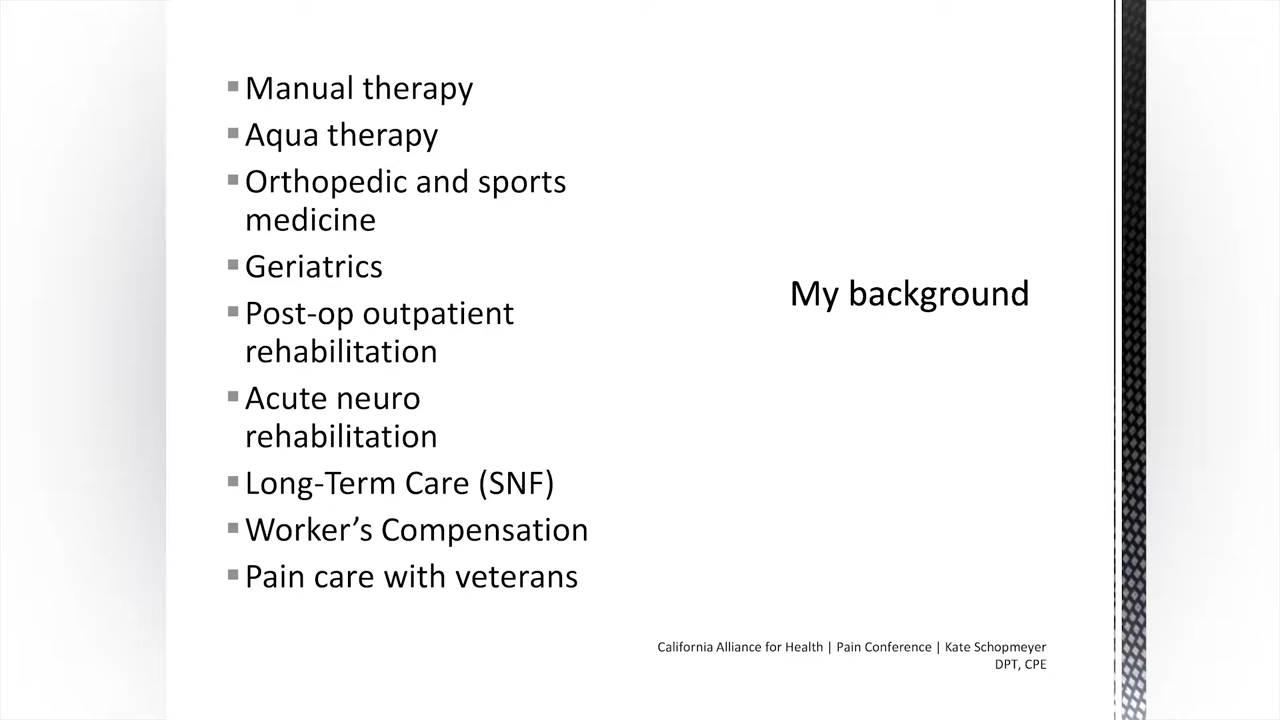 Manual therapy
Aqua therapy
Orthopedic and sports
medicine
Geriatrics
Post-op outpatient
rehabilitation
Acute neuro
rehabilitation
Long-Term Care (SNF)
Worker’s Compensation
Pain care with veterans
My background
California Alliance for Health | Pain Conference | Kate Schopmeyer
DPT, CPE